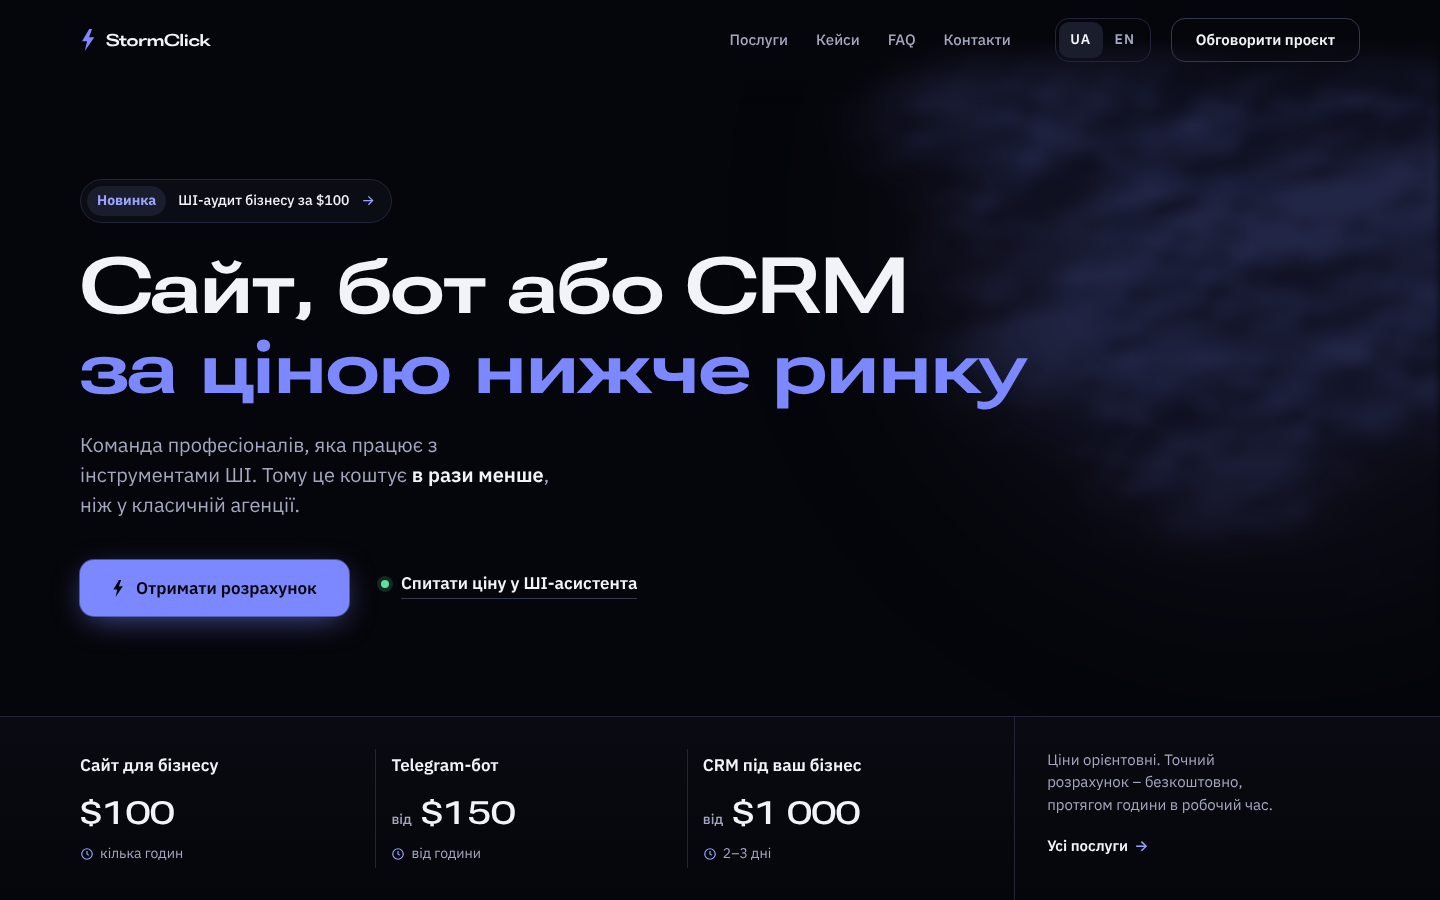 StormClick
Послуги
Кейси
FAQ
Контакти
UA
EN
Обговорити проєкт
Новинка
ШІ-аудит бізнесу за $100 →
Сайт, бот або CRM
за ціною нижче ринку
Команда професіоналів, яка працює з
інструментами ШІ. Тому це коштує в рази менше,
ніж у класичній агенції.
Отримати розрахунок
Спитати ціну у ШІ-асистента
Сайт для бізнесу
$100
кілька годин
Telegram-бот
від $150
від години
CRM під ваш бізнес
від $1 000
2–3 дні
Ціни орієнтовні. Точний
розрахунок – безкоштовно,
протягом години в робочий час.
Усі послуги →